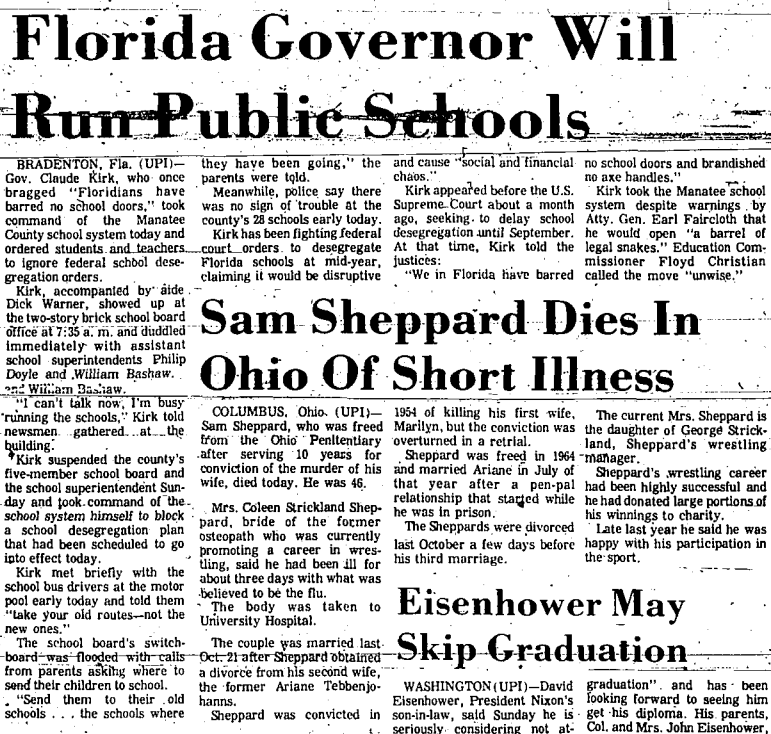 Florida Governor Will
Run Public Schools
BRADENTON, Fla. (UPI)—
Gov. Claude Kirk, who once
bragged "Floridians have
barred no school doors," took
command of the Manatee
County school system today and
ordered students and teachers
to ignore federal school dese-
gregation orders.
Kirk, accompanied by aide
Dick Warner, showed up at
the two-story brick school board
office at 7:35 a. m. and duddled
immediately with assistant
school superintendents Philip
Doyle and William Bashaw.
and William Bashaw.
"I can't talk now, I'm busy
running the schools," Kirk told
newsmen gathered at the
building.
Kirk suspended the county's
five-member school board and
the school superientendent Sun-
day and took command of the
school system himself to block
a school desegregation plan
that had been scheduled to go
into effect today.
Kirk met briefly with the
school bus drivers at the motor
pool early today and told them
"take your old routes—not the
new ones."
The school board's switch-
board was flooded with calls
from parents asking where to
send their children to school.
"Send them to their old
schools . . . the schools where
they have been going," the
parents were told.
Meanwhile, police say there
was no sign of trouble at the
county's 28 schools early today.
Kirk has been fighting federal
court orders to desegregate
Florida schools at mid-year,
claiming it would be disruptive
and cause "social and financial
chaos."
Kirk appeared before the U.S.
Supreme Court about a month
ago, seeking to delay school
desegregation until September.
At that time, Kirk told the
justices:
"We in Florida have barred
no school doors and brandished
no axe handles."
Kirk took the Manatee school
system despite warnings by
Atty. Gen. Earl Faircloth that
he would open "a barrel of
legal snakes." Education Com-
missioner Floyd Christian
called the move "unwise."
Sam Sheppard Dies In
Ohio Of Short Illness
COLUMBUS, Ohio (UPI)—
Sam Sheppard, who was freed
from the Ohio Penitentiary
after serving 10 years for
conviction of the murder of his
wife, died today. He was 46.
Mrs. Coleen Strickland Shep-
pard, bride of the former
osteopath who was currently
promoting a career in wres-
tling, said he had been ill for
about three days with what was
believed to be the flu.
The body was taken to
University Hospital.
The couple was married last
Oct. 21 after Sheppard obtained
a divorce from his second wife,
the former Ariane Tebbenjo-
hanns.
Sheppard was convicted in
1954 of killing his first wife,
Marilyn, but the conviction was
overturned in a retrial.
Sheppard was freed in 1964
and married Ariane in July of
that year after a pen-pal
relationship that started while
he was in prison.
The Sheppards were divorced
last October a few days before
his third marriage.
The current Mrs. Sheppard is
the daughter of George Strick-
land, Sheppard's wrestling
manager.
Sheppard's wrestling career
had been highly successful and
he had donated large portions of
his winnings to charity.
Late last year he said he was
happy with his participation in
the sport.
Eisenhower May
Skip Graduation
WASHINGTON (UPI)—David
Eisenhower, President Nixon's
son-in-law, said Sunday he is
seriously considering not at-
graduation" and has been
looking forward to seeing him
get his diploma. His parents,
Col. and Mrs. John Eisenhower,